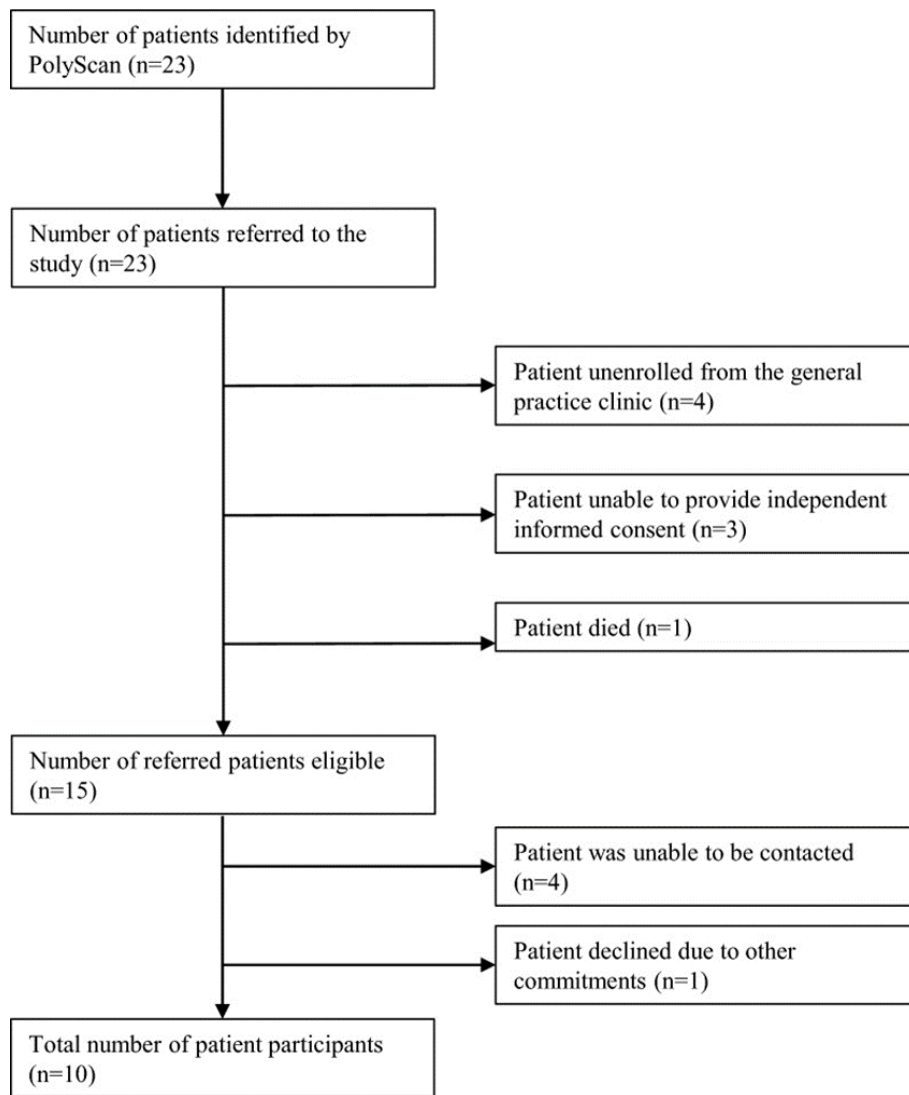 Number of patients identified by
PolyScan (n=23)
Number of patients referred to the
study (n=23)
Patient unenrolled from the general
practice clinic (n=4)
Patient unable to provide independent
informed consent (n=3)
Patient died (n=1)
Number of referred patients eligible
(n=15)
Patient was unable to be contacted
(n=4)
Patient declined due to other
commitments (n=1)
Total number of patient participants
(n=10)